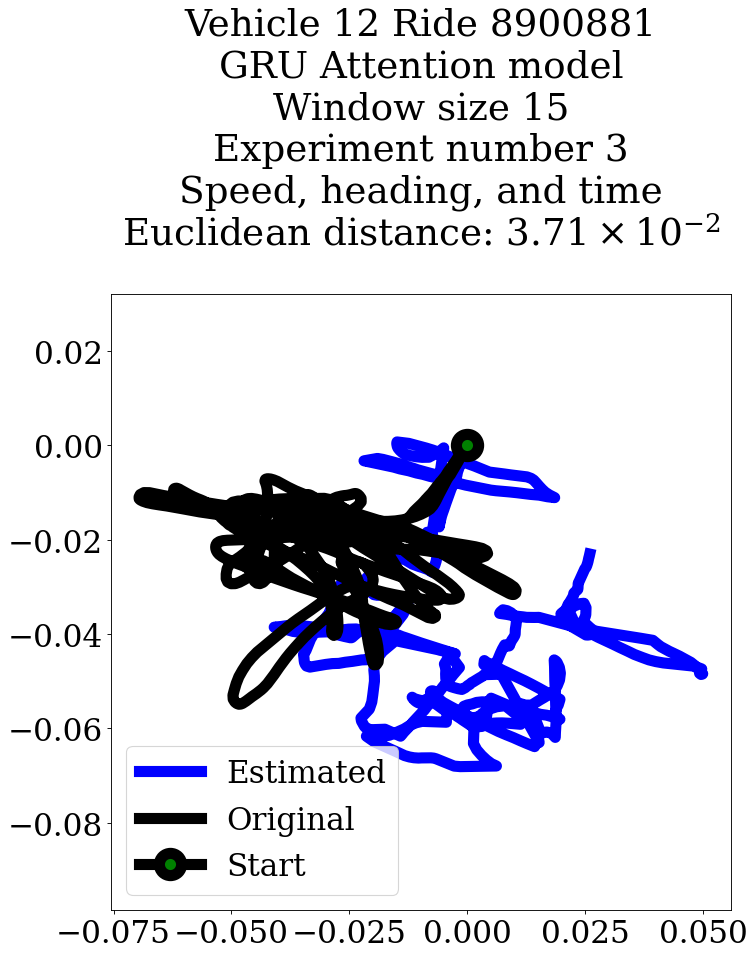 Vehicle 12 Ride 8900881
GRU Attention model
Window size 15
Experiment number 3
Speed, heading, and time
Euclidean distance: 3.71 × 10⁻²
0.02
0.00
−0.02
−0.04
−0.06
−0.08
Estimated
Original
Start
−0.075 −0.050 −0.025 0.000 0.025 0.050